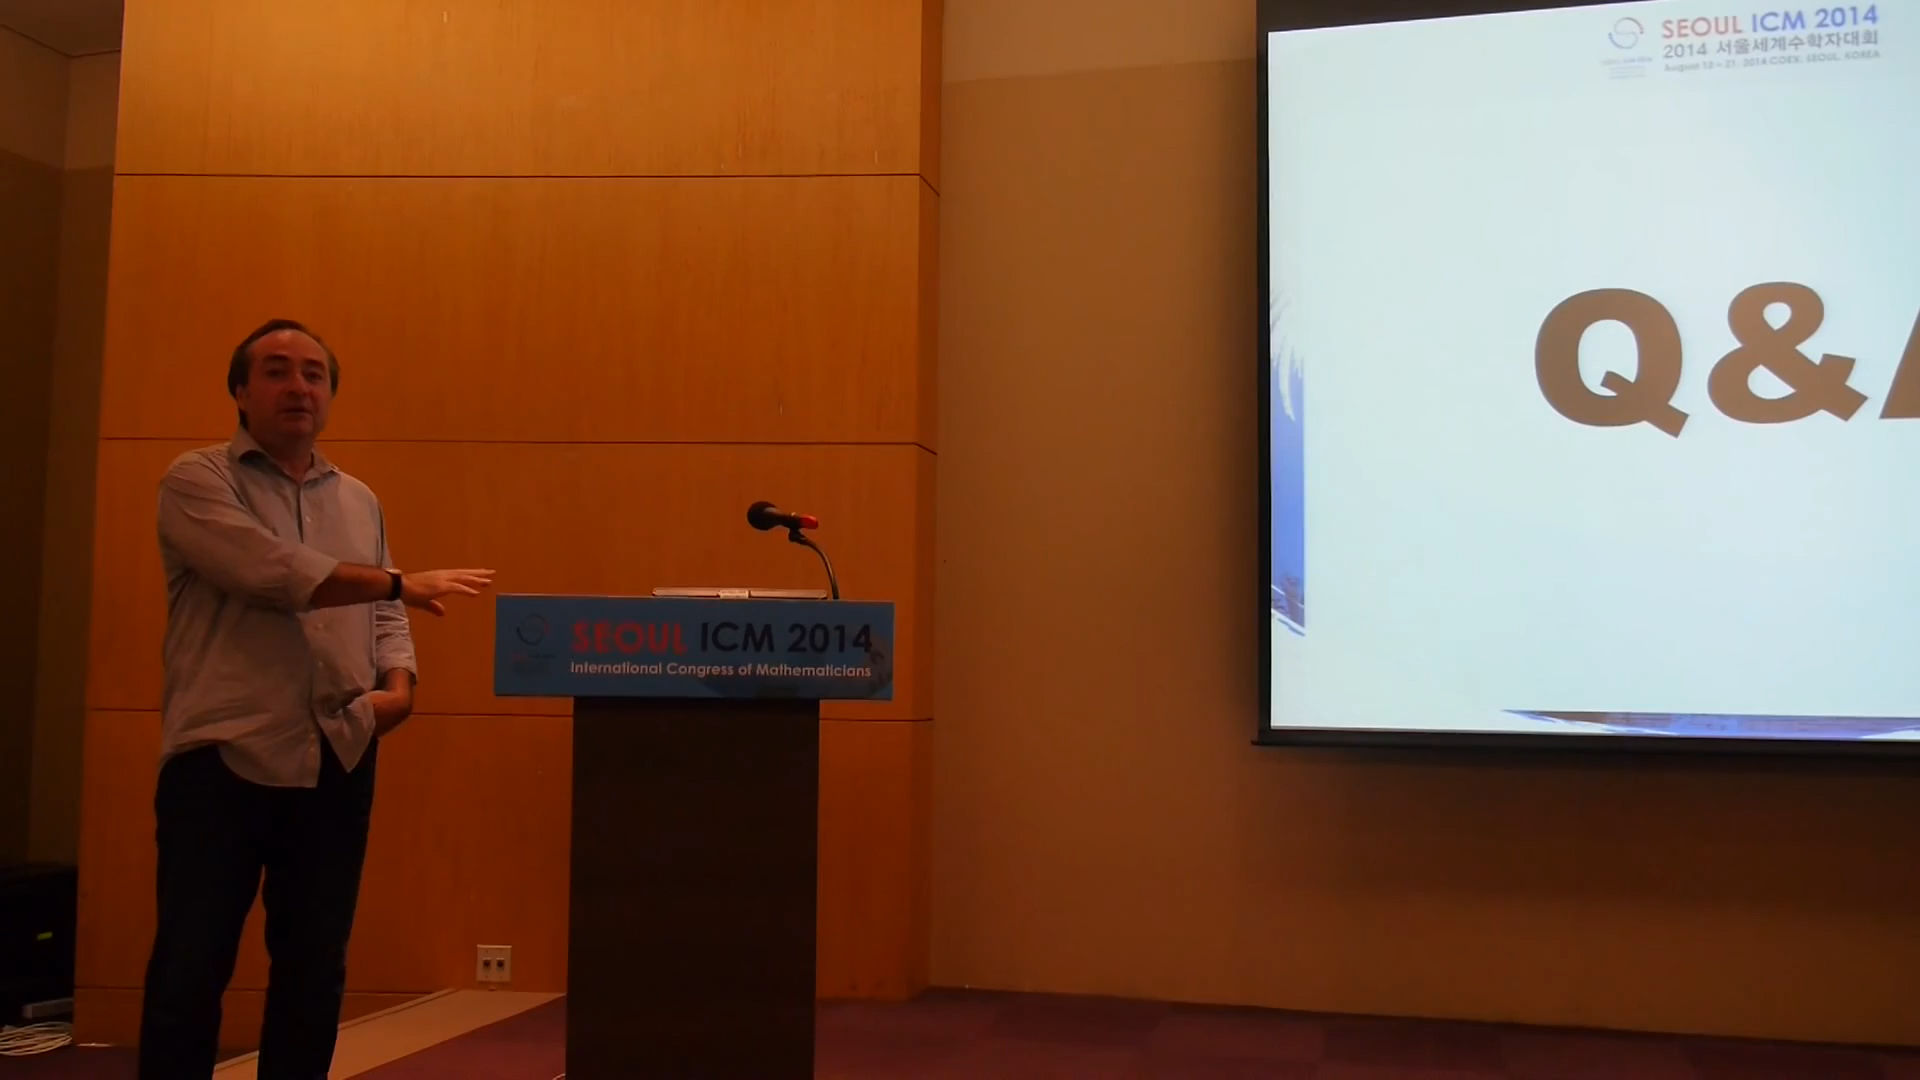 SEOUL ICM 2014
2014 서울세계수학자대회
August 13 - 21, 2014 COEX, SEOUL, KOREA
Q&A
SEOUL ICM 2014
International Congress of Mathematicians